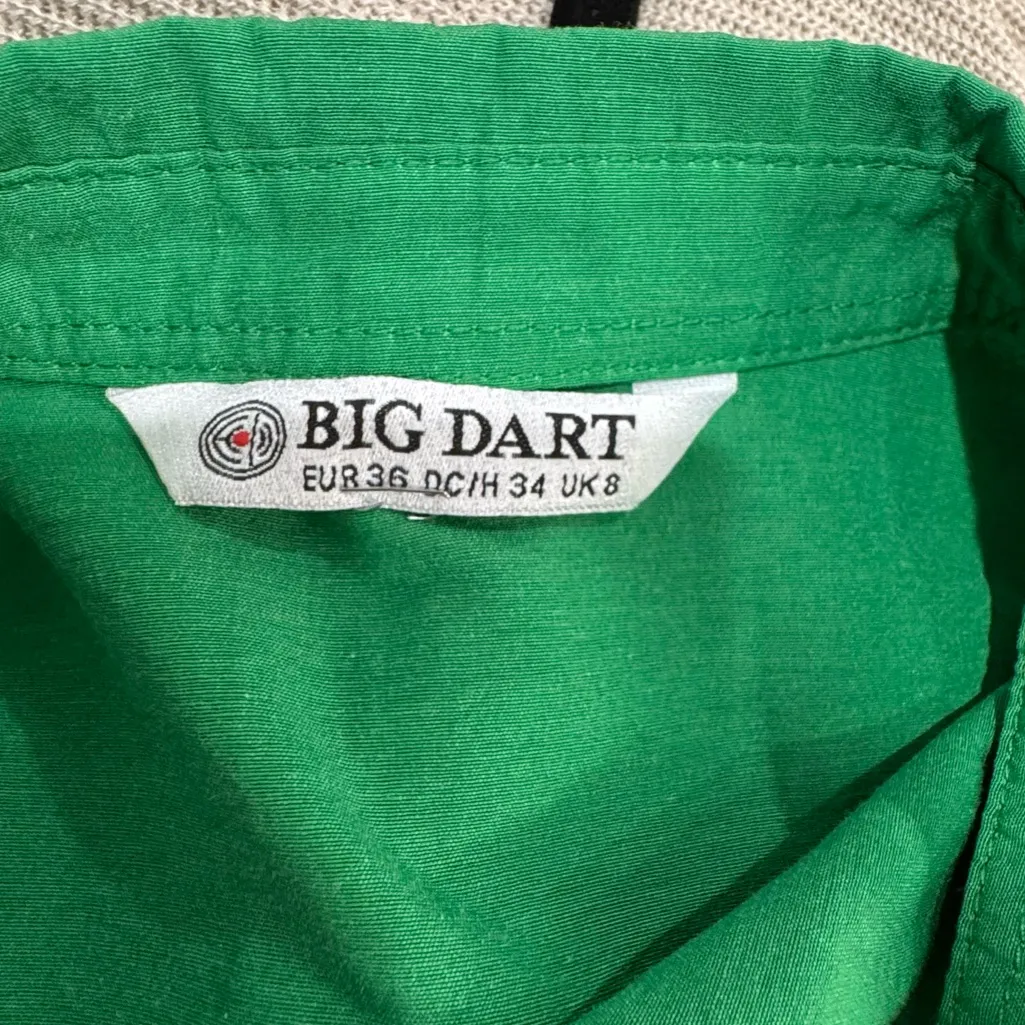 BIG DART
EUR 36 DC/H 34 UK 8